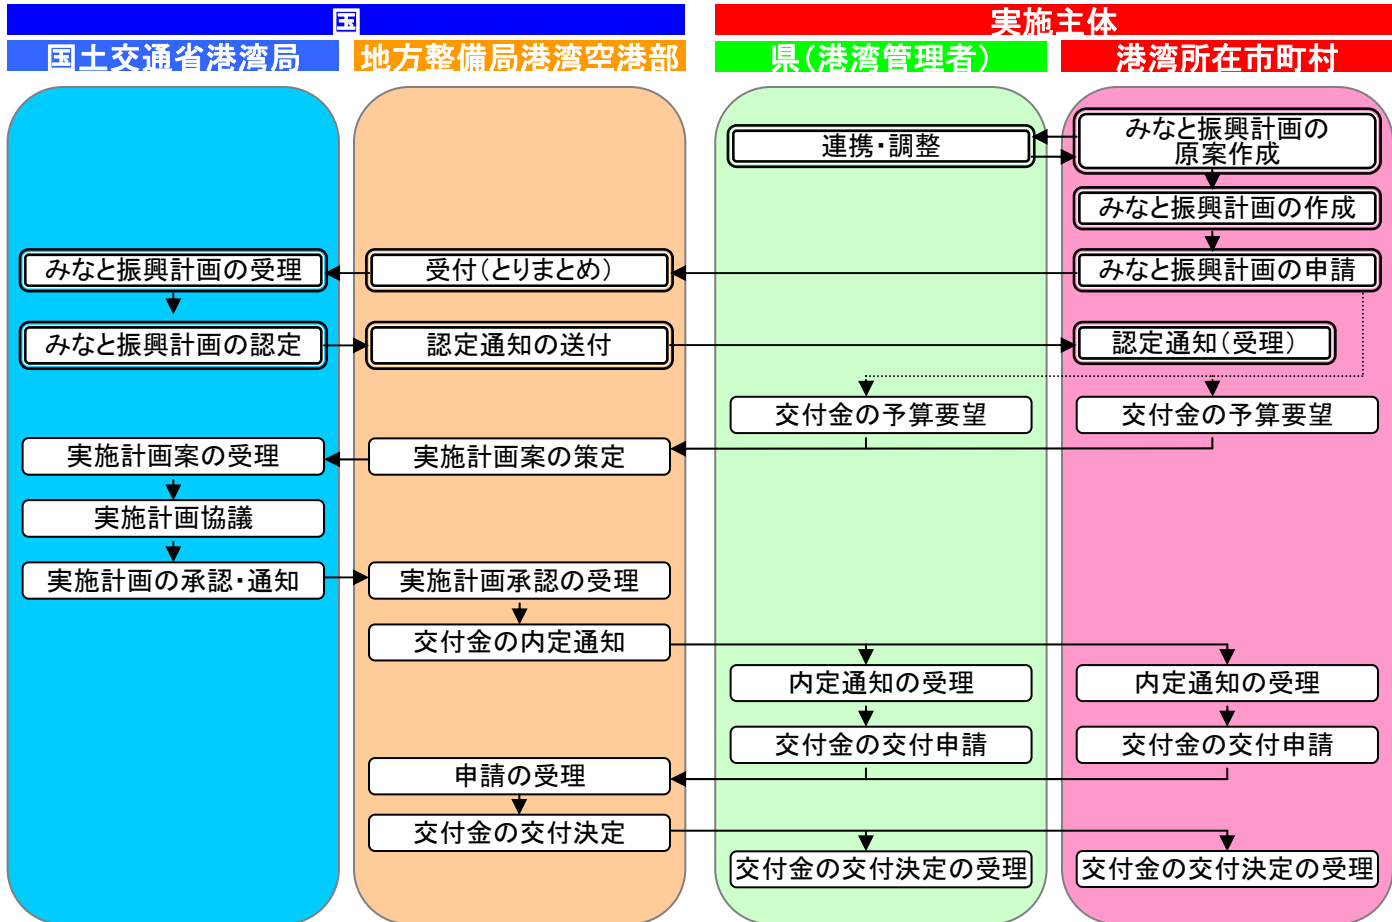 国
実施主体
国土交通省港湾局
地方整備局港湾空港部
県(港湾管理者)
港湾所在市町村
みなと振興計画の
原案作成
連携・調整
みなと振興計画の作成
みなと振興計画の受理
受付(とりまとめ)
みなと振興計画の申請
みなと振興計画の認定
認定通知の送付
認定通知(受理)
交付金の予算要望
交付金の予算要望
実施計画案の受理
実施計画案の策定
実施計画協議
実施計画の承認・通知
実施計画承認の受理
交付金の内定通知
内定通知の受理
内定通知の受理
交付金の交付申請
交付金の交付申請
申請の受理
交付金の交付決定
交付金の交付決定の受理
交付金の交付決定の受理